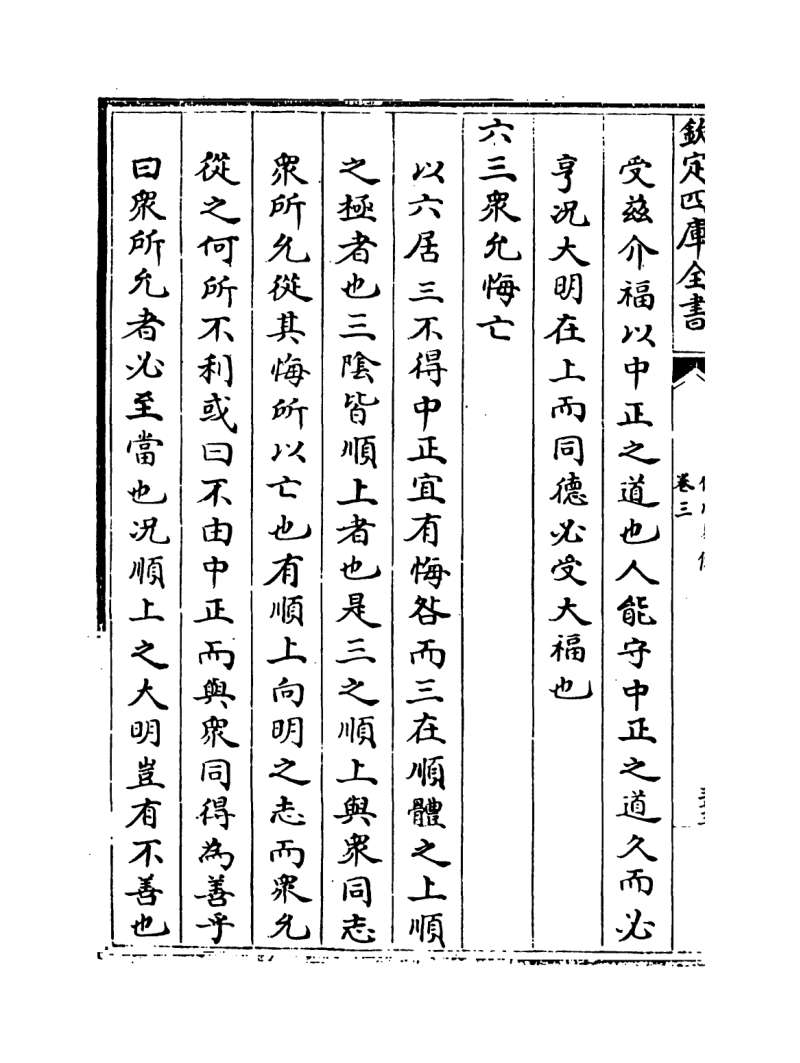 欽定四庫全書
卷三
受兹介福以中正之道也人能守中正之道久而必
亨况大明在上而同德必受大福也
六三衆允悔亡
以六居三不得中正宜有悔咎而三在順體之上順
之極者也三陰皆順上者也是三之順上與衆同志
衆所允從其悔所以亡也有順上向明之志而衆允
從之何所不利或曰不由中正而與衆同得為善乎
曰衆所允者必至當也况順上之大明豈有不善也